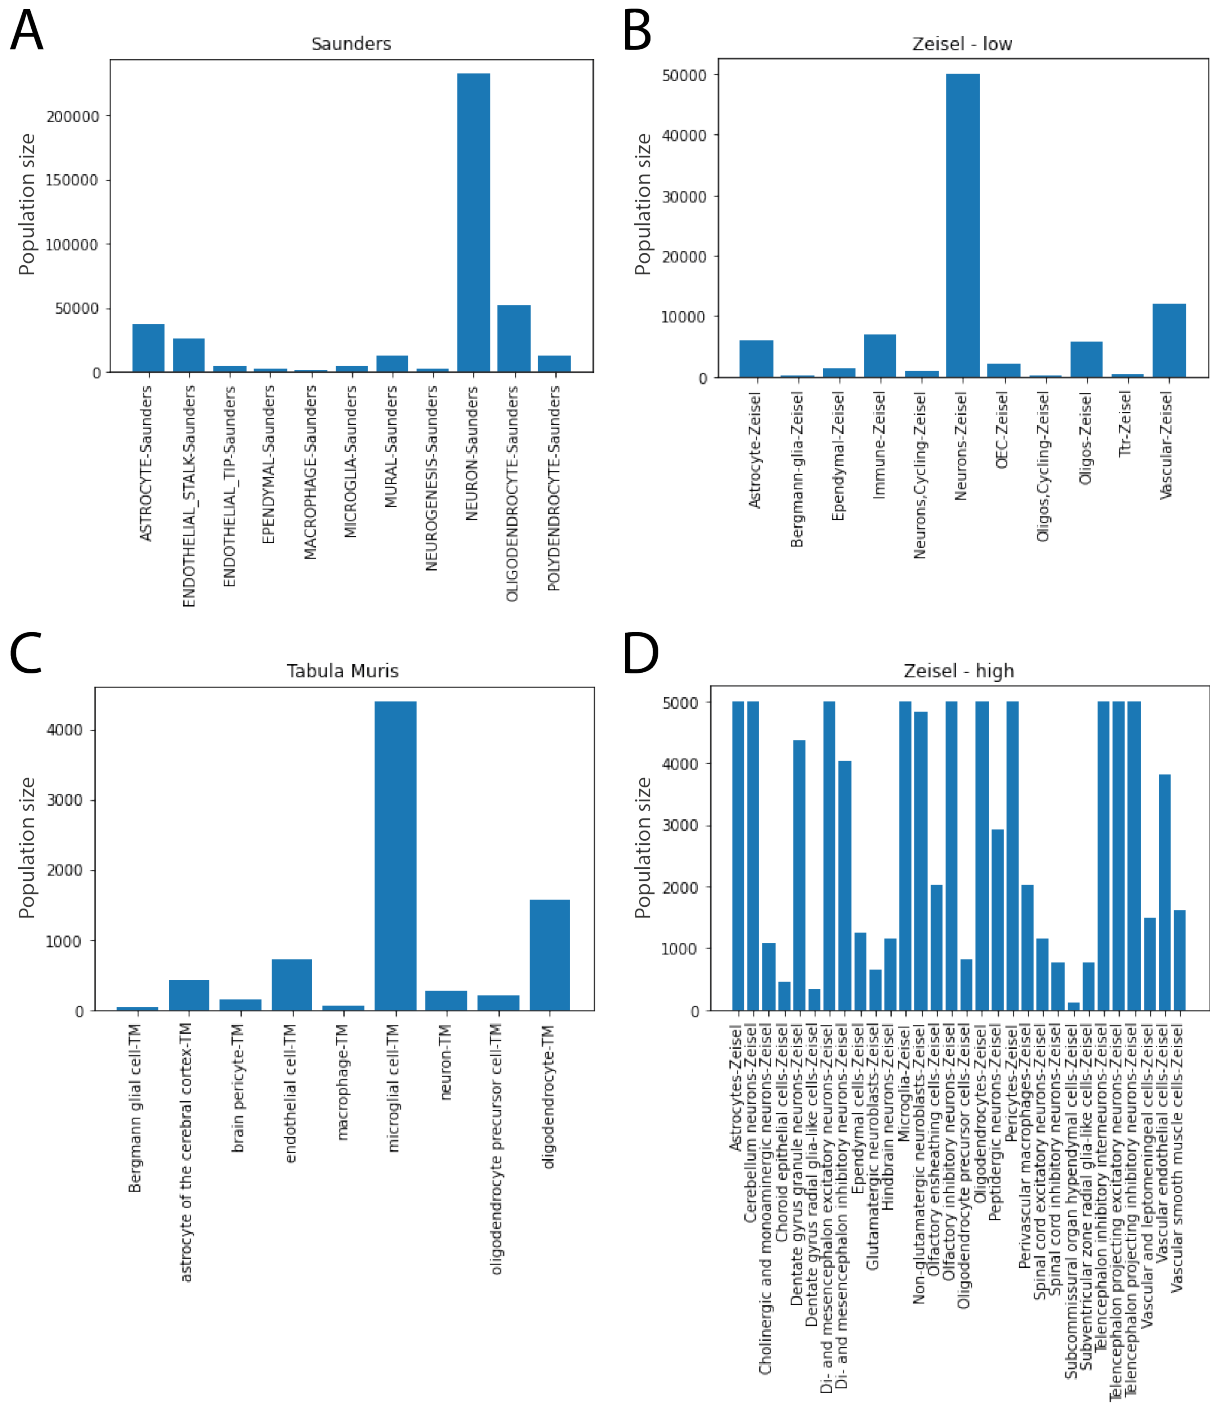 A
Saunders
Population size
200000
150000
100000
50000
0
ASTROCYTE-Saunders
ENDOTHELIAL_STALK-Saunders
ENDOTHELIAL_TIP-Saunders
EPENDYMAL-Saunders
MACROPHAGE-Saunders
MICROGLIA-Saunders
MURAL-Saunders
NEUROGENESIS-Saunders
NEURON-Saunders
OLIGODENDROCYTE-Saunders
POLYDENDROCYTE-Saunders
B
Zeisel - low
Population size
50000
40000
30000
20000
10000
0
Astrocyte-Zeisel
Bergmann-glia-Zeisel
Ependymal-Zeisel
Immune-Zeisel
Neurons,Cycling-Zeisel
Neurons-Zeisel
OEC-Zeisel
Oligos,Cycling-Zeisel
Oligos-Zeisel
Ttr-Zeisel
Vascular-Zeisel
C
Tabula Muris
Population size
4000
3000
2000
1000
0
Bergmann glial cell-TM
astrocyte of the cerebral cortex-TM
brain pericyte-TM
endothelial cell-TM
macrophage-TM
microglial cell-TM
neuron-TM
oligodendrocyte precursor cell-TM
oligodendrocyte-TM
D
Zeisel - high
Population size
5000
4000
3000
2000
1000
0
Astrocytes-Zeisel
Cerebellum neurons-Zeisel
Cholinergic and monoaminergic neurons-Zeisel
Choroid epithelial cells-Zeisel
Dentate gyrus granule neurons-Zeisel
Dentate gyrus radial glia-like cells-Zeisel
Di- and mesencephalon excitatory neurons-Zeisel
Di- and mesencephalon inhibitory neurons-Zeisel
Ependymal cells-Zeisel
Glutamatergic neuroblasts-Zeisel
Hindbrain neurons-Zeisel
Microglia-Zeisel
Non-glutamatergic neuroblasts-Zeisel
Olfactory ensheathing cells-Zeisel
Olfactory inhibitory neurons-Zeisel
Oligodendrocyte precursor cells-Zeisel
Oligodendrocytes-Zeisel
Peptidergic neurons-Zeisel
Pericytes-Zeisel
Perivascular macrophages-Zeisel
Spinal cord excitatory neurons-Zeisel
Spinal cord inhibitory neurons-Zeisel
Subcommissural organ hypendymal cells-Zeisel
Subventricular zone radial glia-like cells-Zeisel
Telencephalon inhibitory interneurons-Zeisel
Telencephalon projecting excitatory neurons-Zeisel
Telencephalon projecting inhibitory neurons-Zeisel
Vascular and leptomeningeal cells-Zeisel
Vascular endothelial cells-Zeisel
Vascular smooth muscle cells-Zeisel